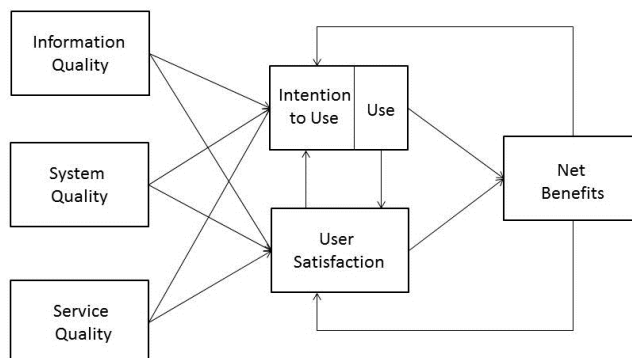 Information
Quality
System
Quality
Service
Quality
Intention
to Use
Use
User
Satisfaction
Net
Benefits